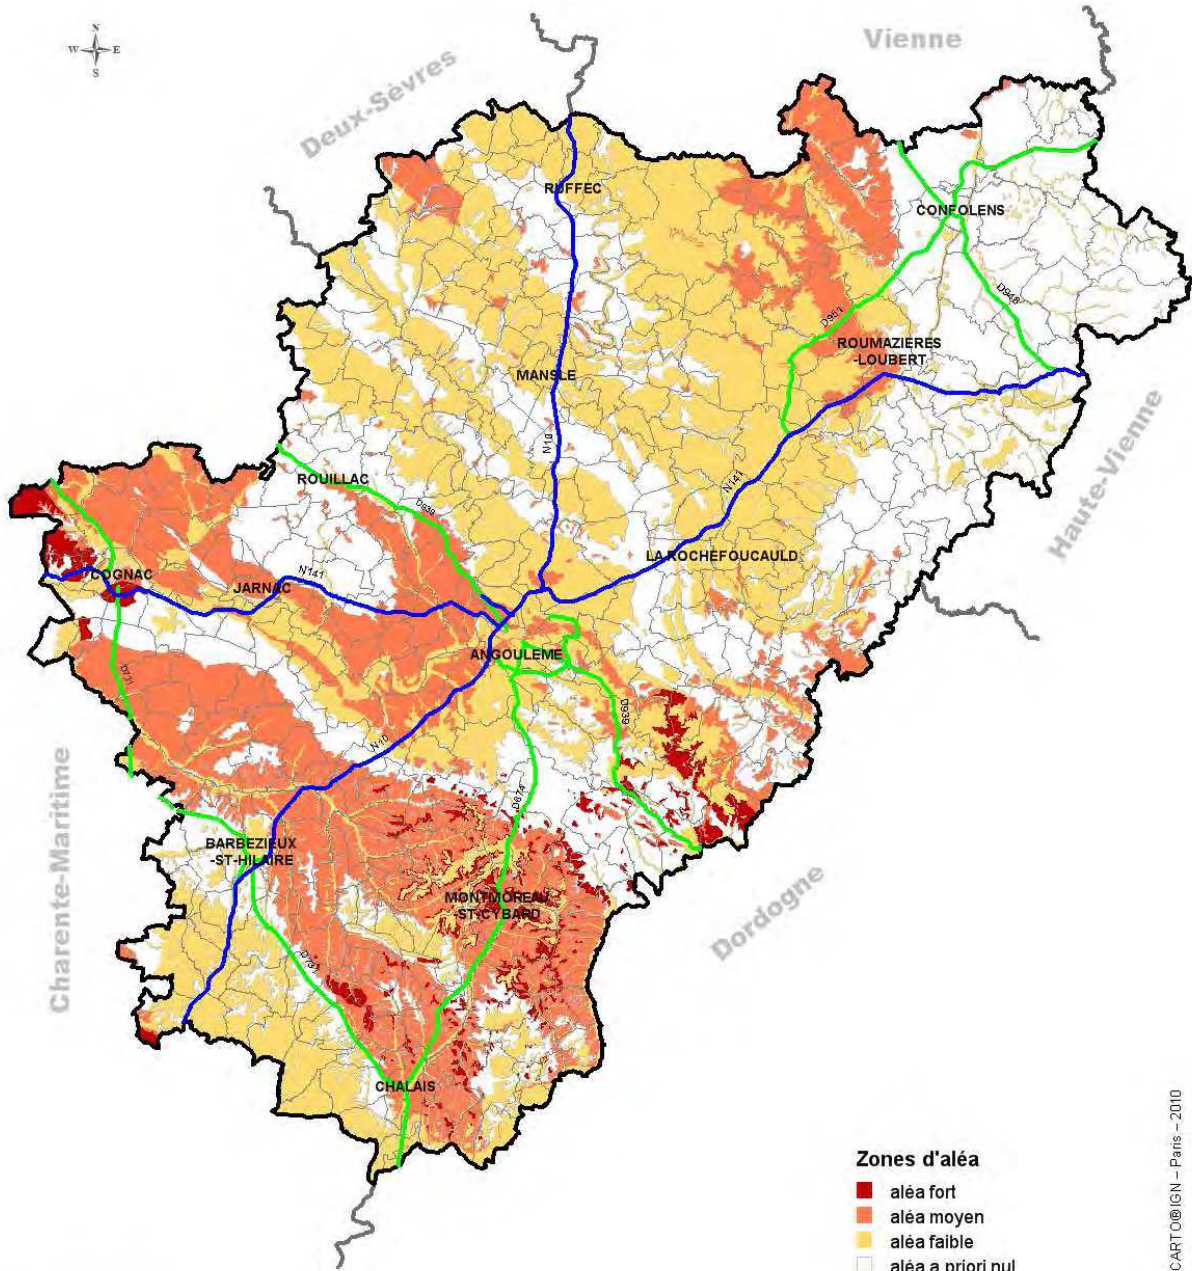 N
W E
S
Vienne
Deux-Sèvres
RUFFEC
CONFOLENS
D948
D951
ROUMAZIÈRES
-LOUBERT
MANSLE
N10
N141
Haute-Vienne
ROUILLAC
D939
LA ROCHEFOUCAULD
COGNAC
N141
JARNAC
ANGOULEME
D731
D939
N10
D674
Charente-Maritime
BARBEZIEUX
-ST-HILAIRE
MONTMOREAU
-ST-CYBARD
Dordogne
D731
CHALAIS
Zones d'aléa
aléa fort
aléa moyen
aléa faible
aléa a priori nul
CARTO®IGN – Paris – 2010